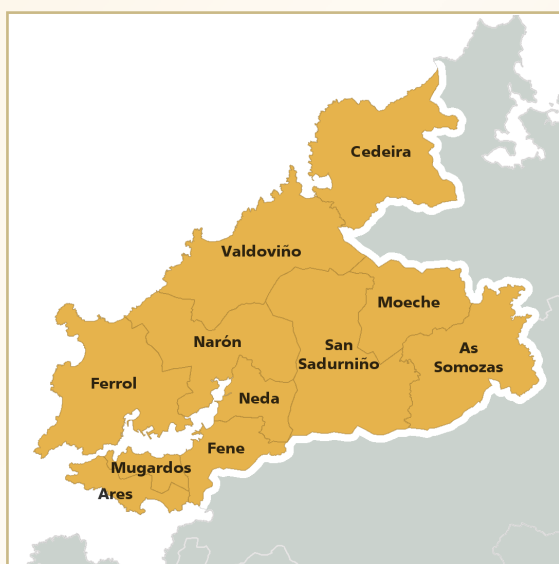 Cedeira
Valdoviño
Moeche
Narón
San
Sadurniño
As
Somozas
Ferrol
Neda
Fene
Mugardos
Ares